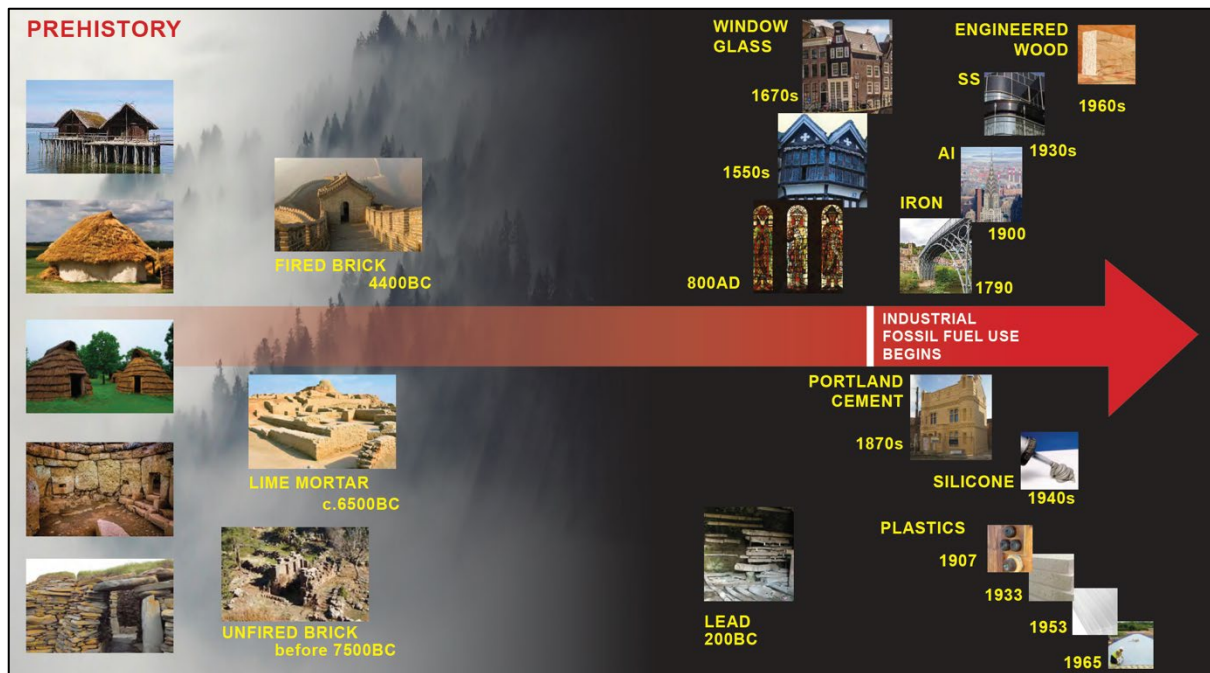 PREHISTORY
FIRED BRICK
4400BC
LIME MORTAR
c.6500BC
UNFIRED BRICK
before 7500BC
WINDOW
GLASS
1670s
1550s
800AD
ENGINEERED
WOOD
1960s
SS
1930s
Al
1900
IRON
1790
INDUSTRIAL
FOSSIL FUEL USE
BEGINS
PORTLAND
CEMENT
1870s
SILICONE
1940s
PLASTICS
1907
1933
1953
1965
LEAD
200BC